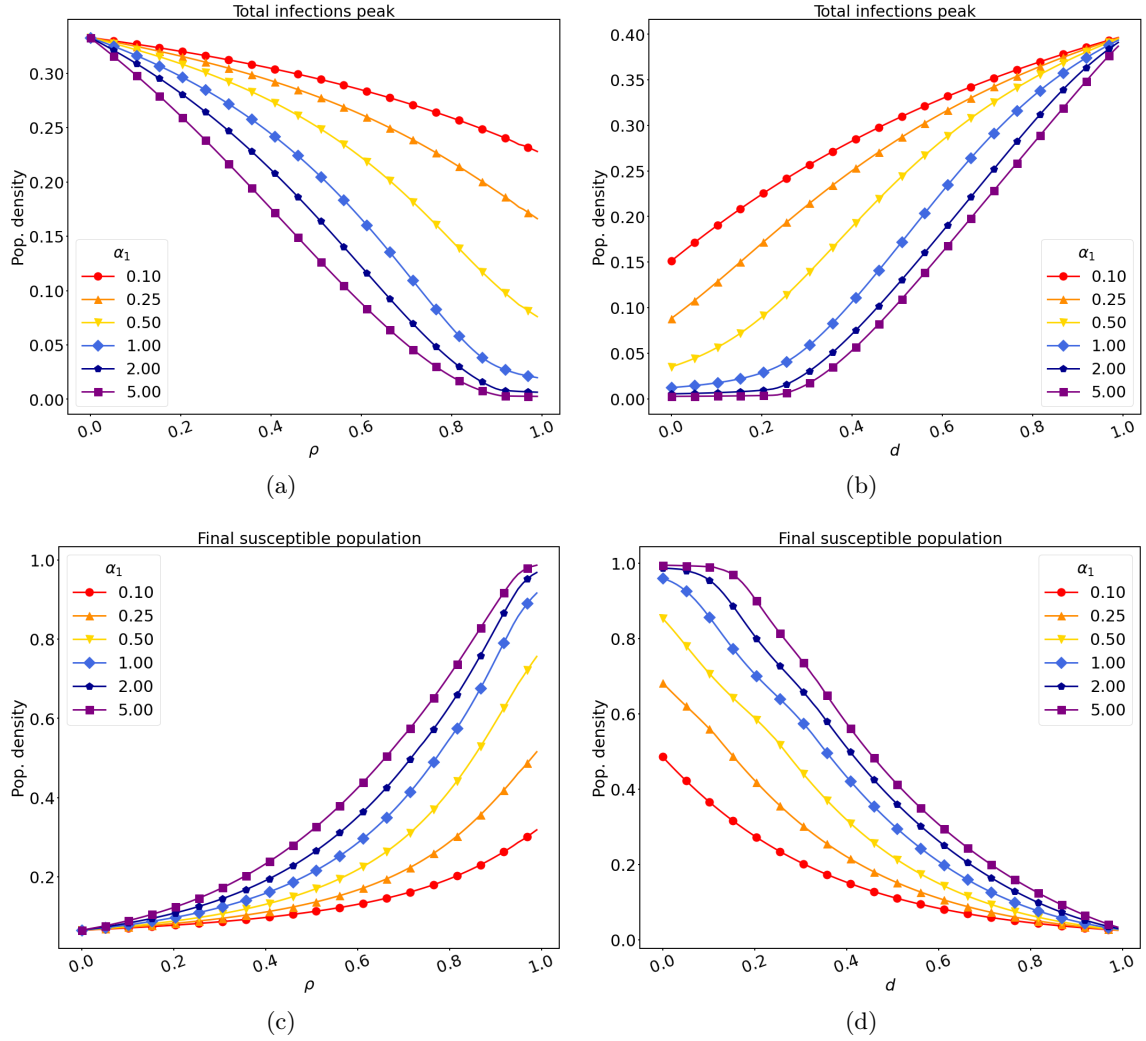 Total infections peak
Pop. density
0.30
0.25
0.20
0.15
0.10
0.05
0.00
α1
0.10
0.25
0.50
1.00
2.00
5.00
0.0 0.2 0.4 0.6 0.8 1.0
ρ
(a)
Total infections peak
Pop. density
0.40
0.35
0.30
0.25
0.20
0.15
0.10
0.05
0.00
α1
0.10
0.25
0.50
1.00
2.00
5.00
0.0 0.2 0.4 0.6 0.8 1.0
d
(b)
Final susceptible population
Pop. density
1.0
0.8
0.6
0.4
0.2
α1
0.10
0.25
0.50
1.00
2.00
5.00
0.0 0.2 0.4 0.6 0.8 1.0
ρ
(c)
Final susceptible population
Pop. density
1.0
0.8
0.6
0.4
0.2
0.0
α1
0.10
0.25
0.50
1.00
2.00
5.00
0.0 0.2 0.4 0.6 0.8 1.0
d
(d)